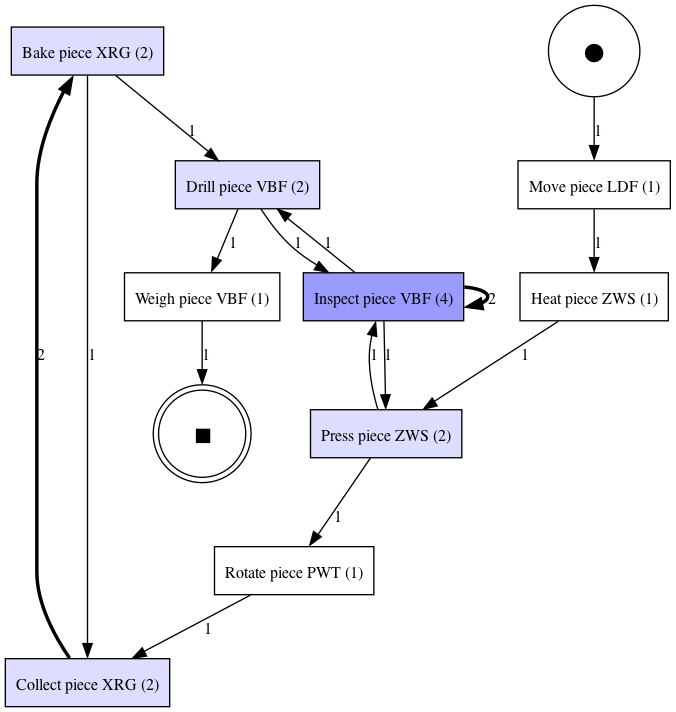 Bake piece XRG (2)
1
1
Drill piece VBF (2)
Move piece LDF (1)
1
1
1
1
Weigh piece VBF (1)
Inspect piece VBF (4)
2
Heat piece ZWS (1)
2
1
1
1
1
1
Press piece ZWS (2)
1
Rotate piece PWT (1)
1
Collect piece XRG (2)